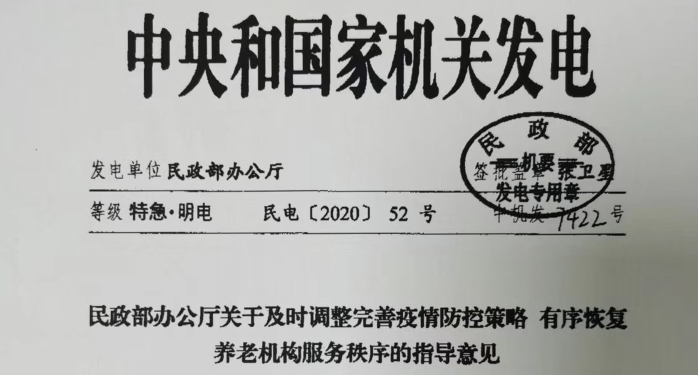 中央和国家机关发电
民政部
机要
发电专用章
发电单位 民政部办公厅
签批盖章 张卫星
等级 特急·明电 民电〔2020〕 52 号 中机发 7422 号
民政部办公厅关于及时调整完善疫情防控策略 有序恢复
养老机构服务秩序的指导意见